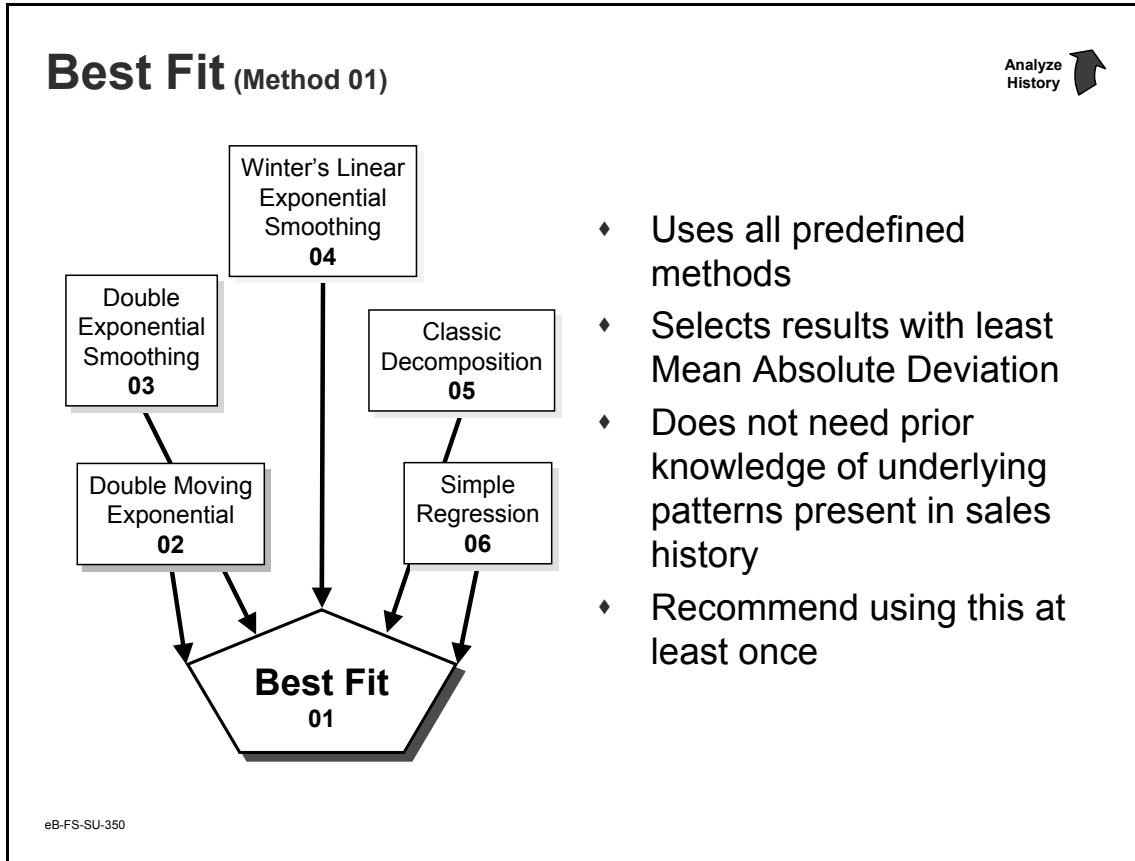 Best Fit (Method 01)
Analyze
History
Winter's Linear
Exponential
Smoothing
04
Double
Exponential
Smoothing
03
Classic
Decomposition
05
Double Moving
Exponential
02
Simple
Regression
06
Best Fit
01
♦ Uses all predefined
methods
♦ Selects results with least
Mean Absolute Deviation
♦ Does not need prior
knowledge of underlying
patterns present in sales
history
♦ Recommend using this at
least once
eB-FS-SU-350